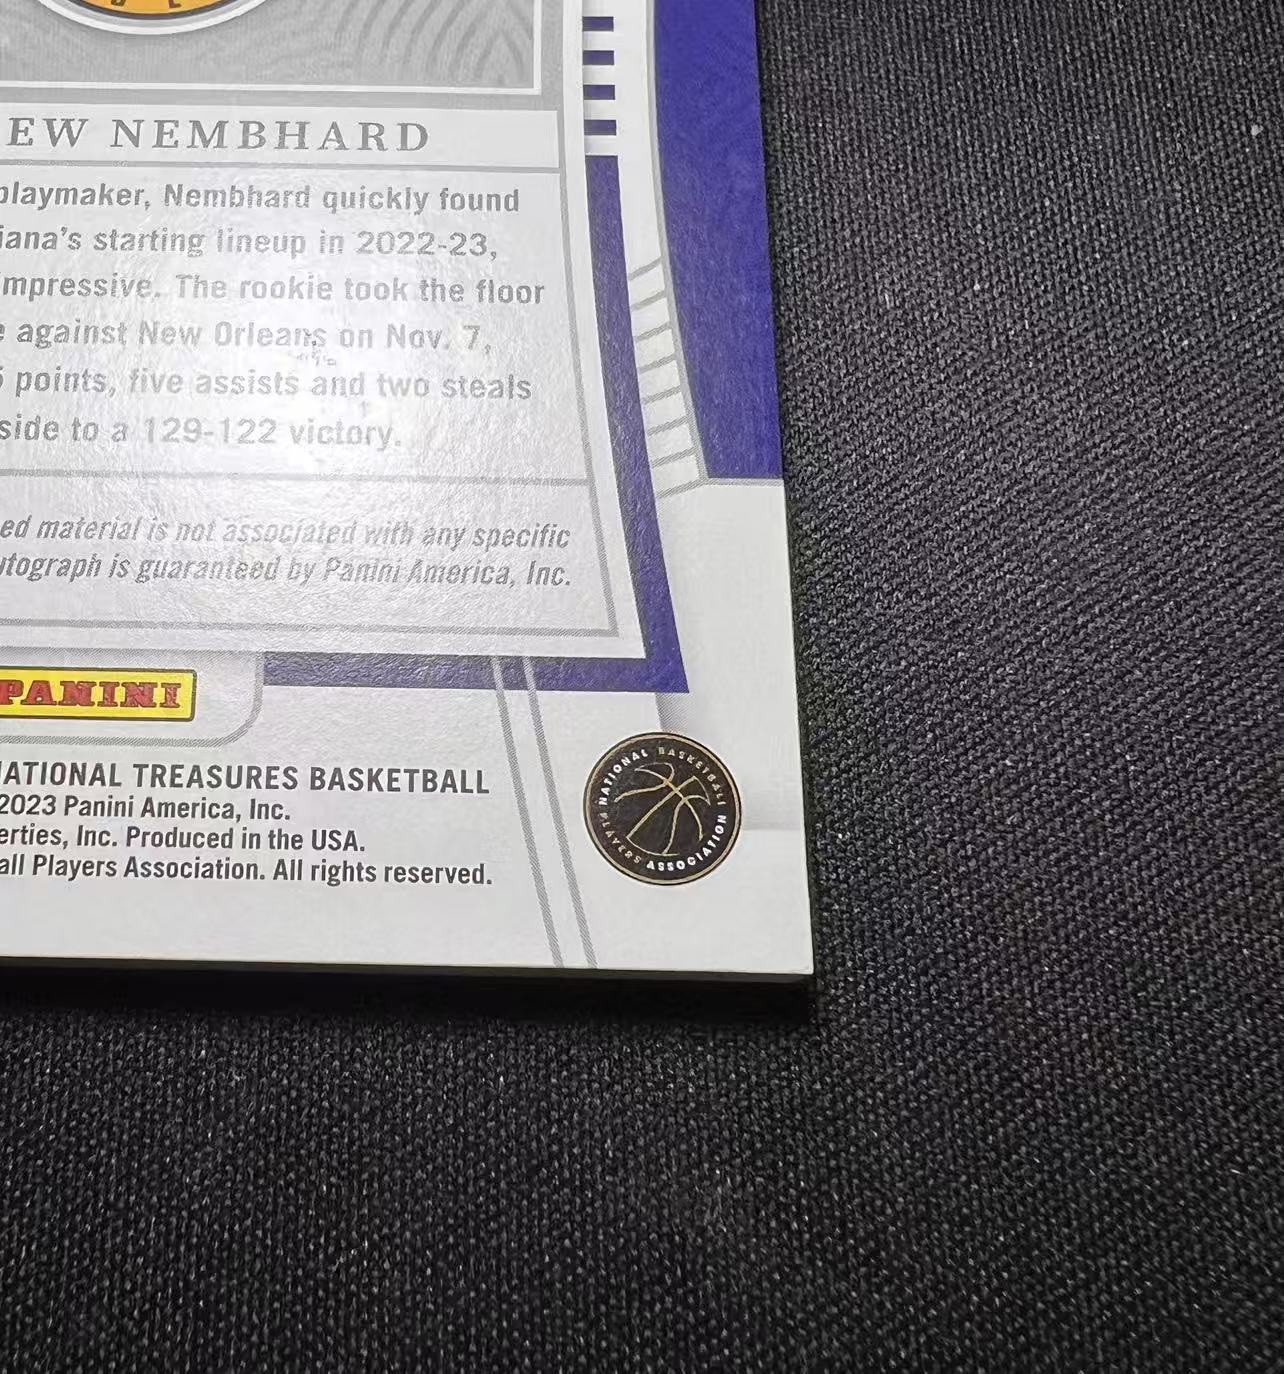 EW NEMBHARD
playmaker, Nembhard quickly found
iana's starting lineup in 2022-23,
mpressive. The rookie took the floor
e against New Orleans on Nov. 7,
5 points, five assists and two steals
side to a 129-122 victory.
ed material is not associated with any specific
utograph is guaranteed by Panini America, Inc.
PANINI
NATIONAL TREASURES BASKETBALL
2023 Panini America, Inc.
erties, Inc. Produced in the USA.
all Players Association. All rights reserved.
NATIONAL BASKETBALL
PLAYERS ASSOCIATION